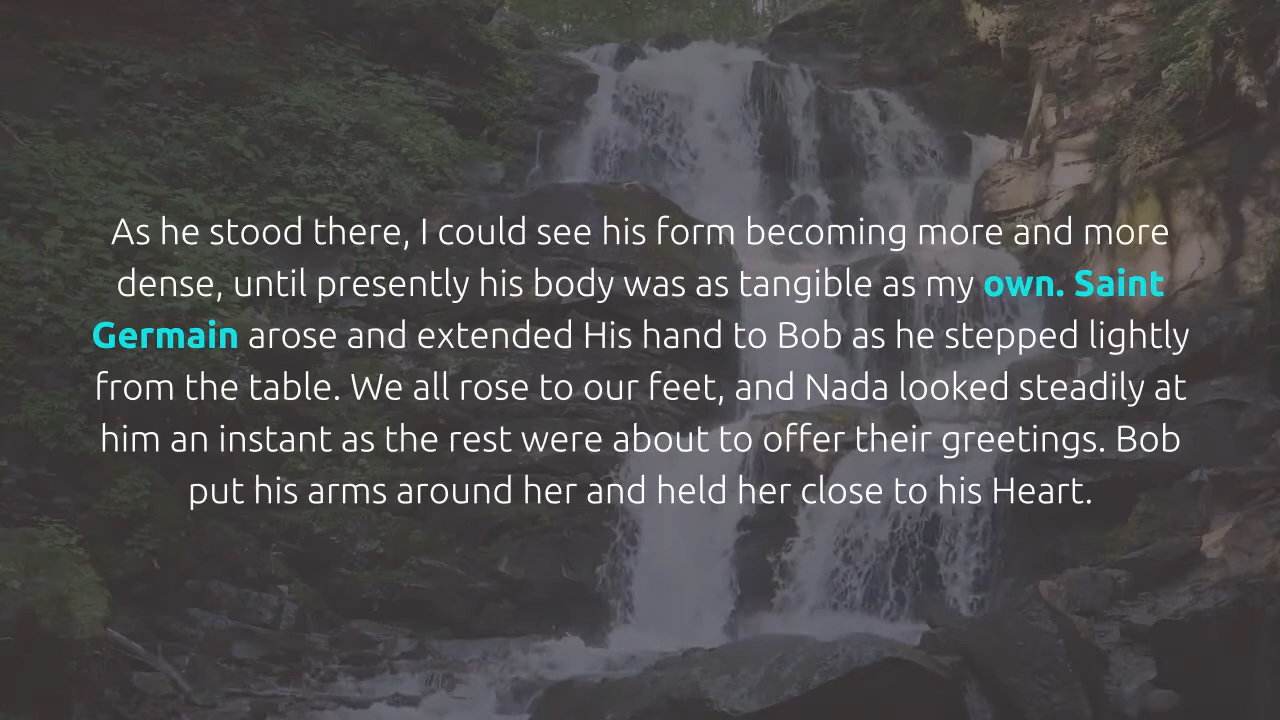 As he stood there, I could see his form becoming more and more
dense, until presently his body was as tangible as my own. Saint
Germain arose and extended His hand to Bob as he stepped lightly
from the table. We all rose to our feet, and Nada looked steadily at
him an instant as the rest were about to offer their greetings. Bob
put his arms around her and held her close to his Heart.